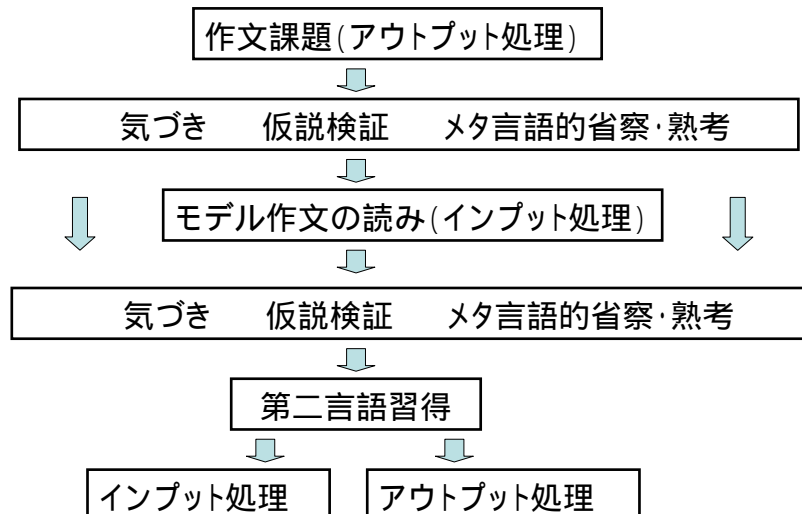 作文課題(アウトプット処理)
気づき 仮説検証 メタ言語的省察・熟考
モデル作文の読み(インプット処理)
気づき 仮説検証 メタ言語的省察・熟考
第二言語習得
インプット処理 アウトプット処理